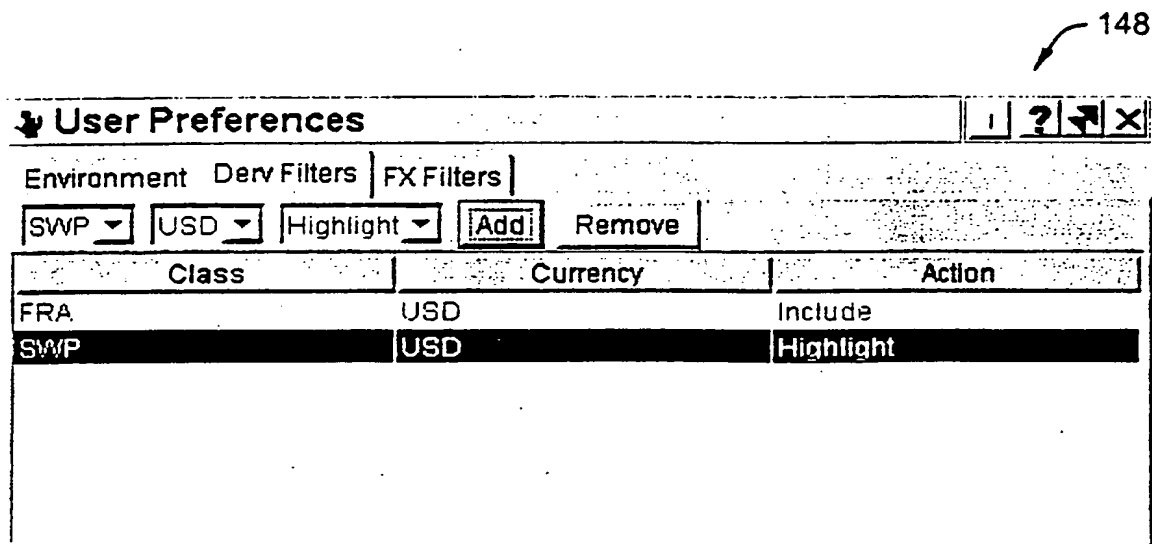 148
User Preferences
Environment Derv Filters FX Filters
SWP USD Highlight Add Remove
Class Currency Action
FRA USD Include
SWP USD Highlight